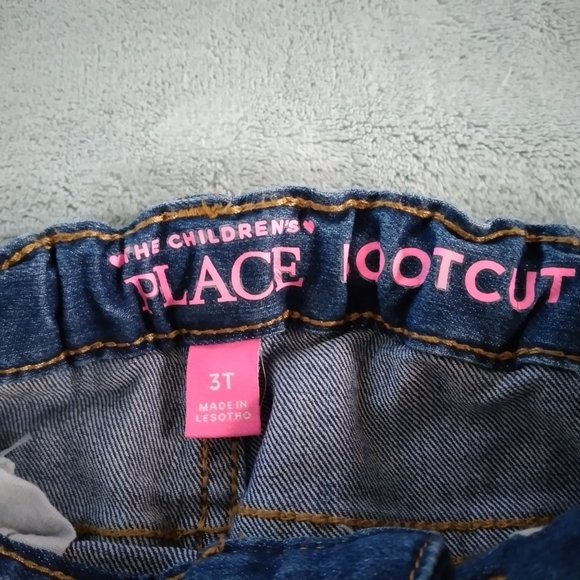 THE CHILDREN'S
PLACE
BOOTCUT
3T
MADE IN
LESOTHO